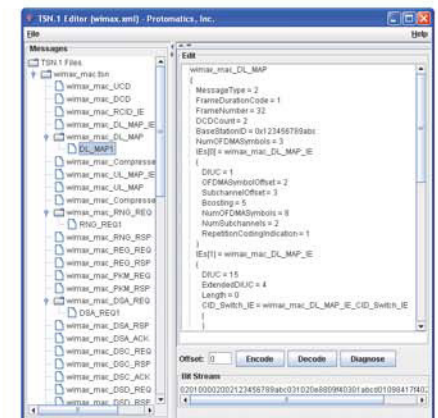 TSN.1 Editor (wimax.xml) - Protomatics, Inc.
File Help
Messages
TSN.1 Files
wimax_mac.tsn
wimax_mac_UCD
wimax_mac_DCD
wimax_mac_RCID_IE
wimax_mac_DL_MAP_IE
wimax_mac_DL_MAP
DL_MAP1
wimax_mac_Compresse
wimax_mac_UL_MAP_IE
wimax_mac_UL_MAP
wimax_mac_Compresse
wimax_mac_RNG_REQ
RNG_REQ1
wimax_mac_RNG_RSP
wimax_mac_REG_REQ
wimax_mac_REG_RSP
wimax_mac_PKM_REQ
wimax_mac_PKM_RSP
wimax_mac_DSA_REQ
DSA_REQ1
wimax_mac_DSA_RSP
wimax_mac_DSA_ACK
wimax_mac_DSC_REQ
wimax_mac_DSC_RSP
wimax_mac_DSC_ACK
wimax_mac_DSD_REQ
wimax_mac_DSD_RSP
Edit
wimax_mac_DL_MAP
{
MessageType = 2
FrameDurationCode = 1
FrameNumber = 32
DCDCount = 2
BaseStationID = 0x123456789abc
NumOFDMASymbols = 3
IEs[0] = wimax_mac_DL_MAP_IE
{
DIUC = 1
OFDMASymbolOffset = 2
SubchannelOffset = 3
Boosting = 5
NumOFDMASymbols = 8
NumSubchannels = 2
RepetitionCodingIndication = 1
}
IEs[1] = wimax_mac_DL_MAP_IE
{
DIUC = 15
ExtendedDIUC = 4
Length = 0
CID_Switch_IE = wimax_mac_DL_MAP_IE_CID_Switch_IE
{
}
Offset: 0 Encode Decode Diagnose
Bit Stream